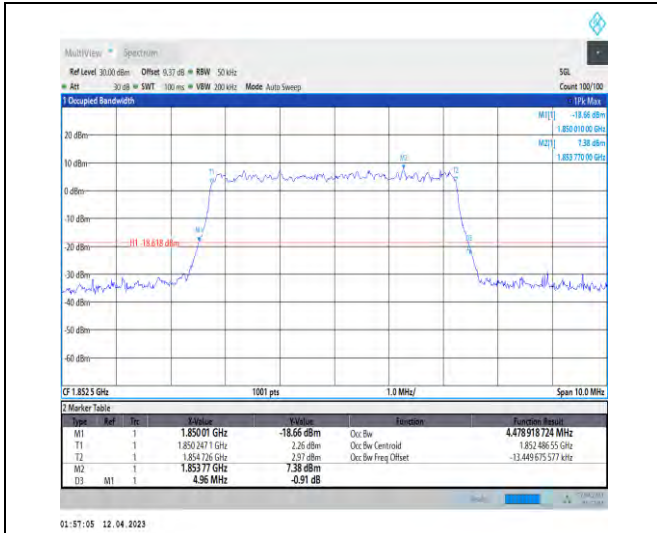 MultiView Spectrum
Ref Level 30.00 dBm Offset 9.37 dB RBW 50 kHz SGL
Att 30 dB SWT 100 ms VBW 200 kHz Mode Auto Sweep Count 100/100
1 Occupied Bandwidth 1Pk Max
M1[1] -18.66 dBm
1.850 010 00 GHz
20 dBm
M2[1] 7.38 dBm
1.853 770 00 GHz
10 dBm
M2
T1
T2
0 dBm
-10 dBm
M1
H1 -18.618 dBm
D3
-20 dBm
-30 dBm
-40 dBm
-50 dBm
-60 dBm
CF 1.852 5 GHz 1001 pts 1.0 MHz/ Span 10.0 MHz
2 Marker Table
Type Ref Trc X-Value Y-Value Function Function Result
M1 1 1.85001 GHz -18.66 dBm Occ Bw 4.478 918 724 MHz
T1 1 1.850 247 1 GHz 2.26 dBm Occ Bw Centroid 1.852 486 55 GHz
T2 1 1.854 726 GHz 2.97 dBm Occ Bw Freq Offset -13.449 675 577 kHz
M2 1 1.853 77 GHz 7.38 dBm
D3 M1 1 4.96 MHz -0.91 dB
01:57:05 12.04.2023